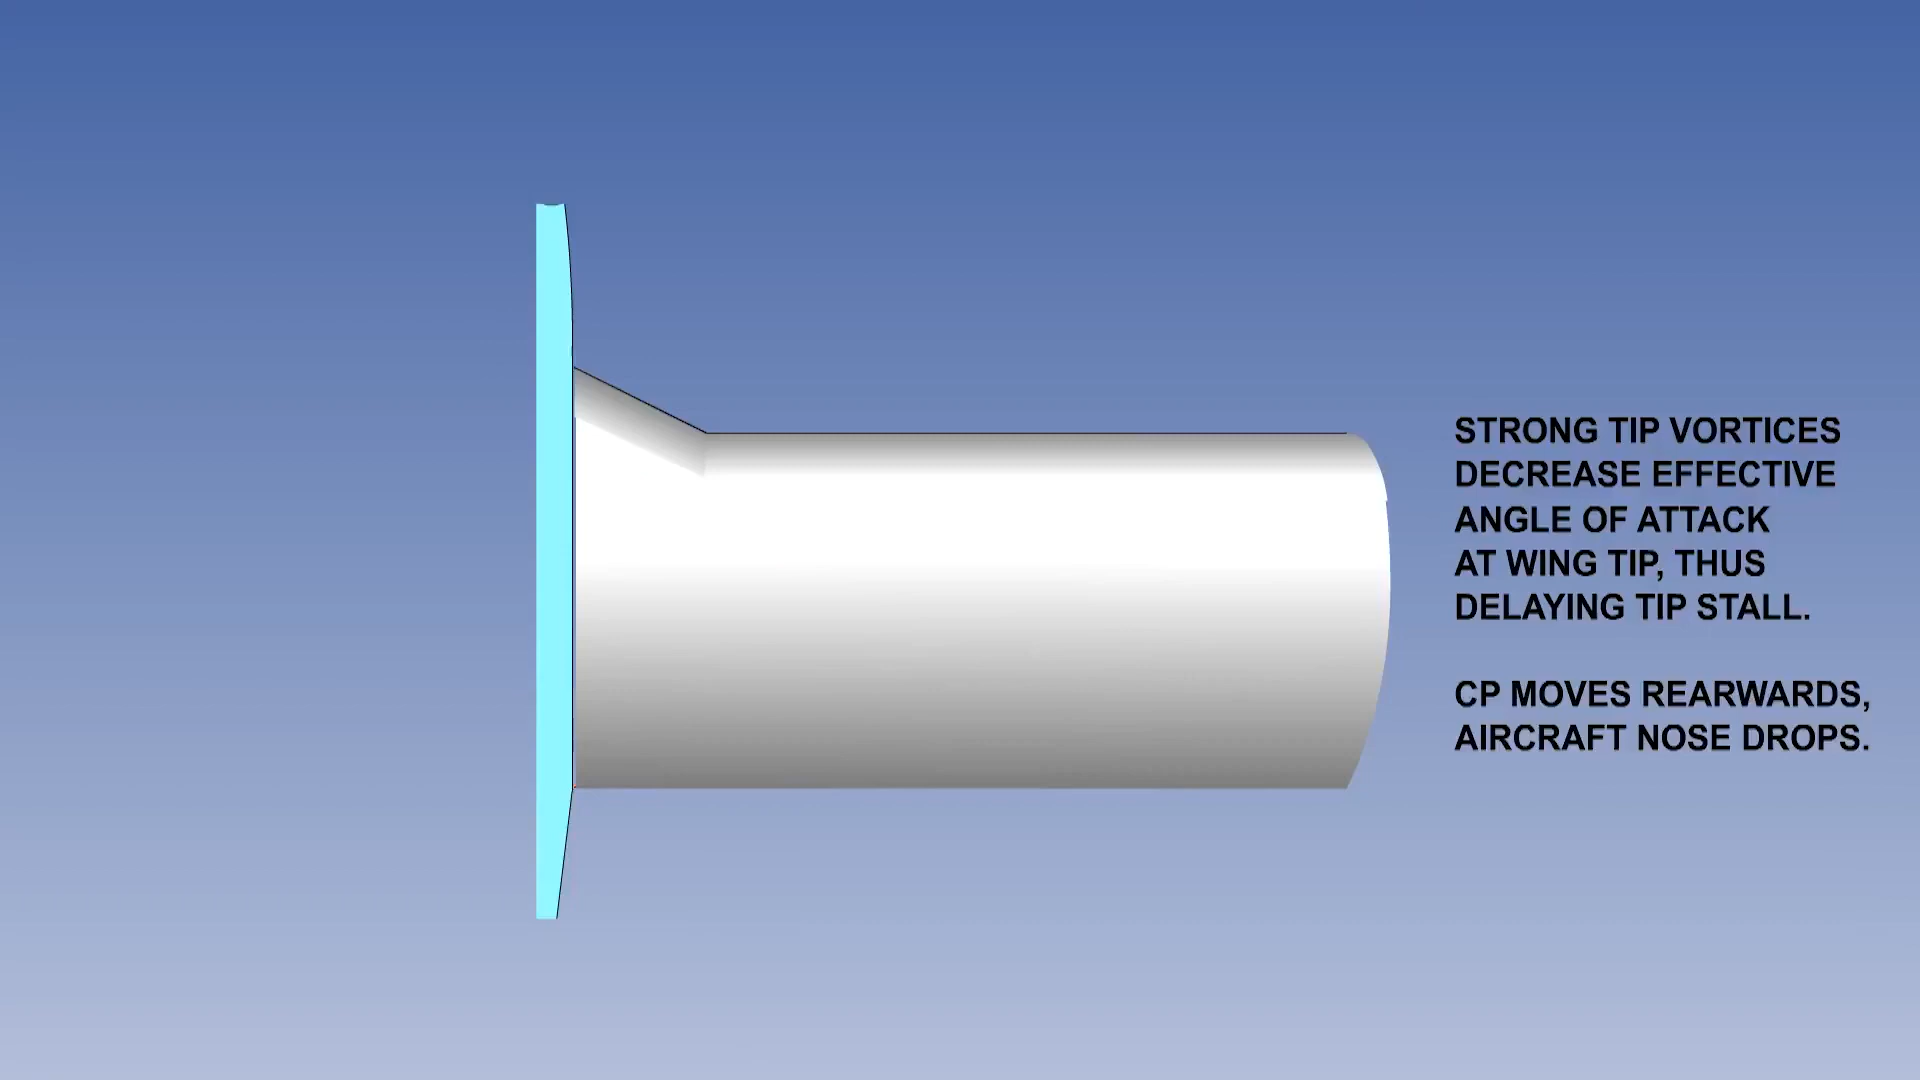 STRONG TIP VORTICES
DECREASE EFFECTIVE
ANGLE OF ATTACK
AT WING TIP, THUS
DELAYING TIP STALL.
CP MOVES REARWARDS,
AIRCRAFT NOSE DROPS.